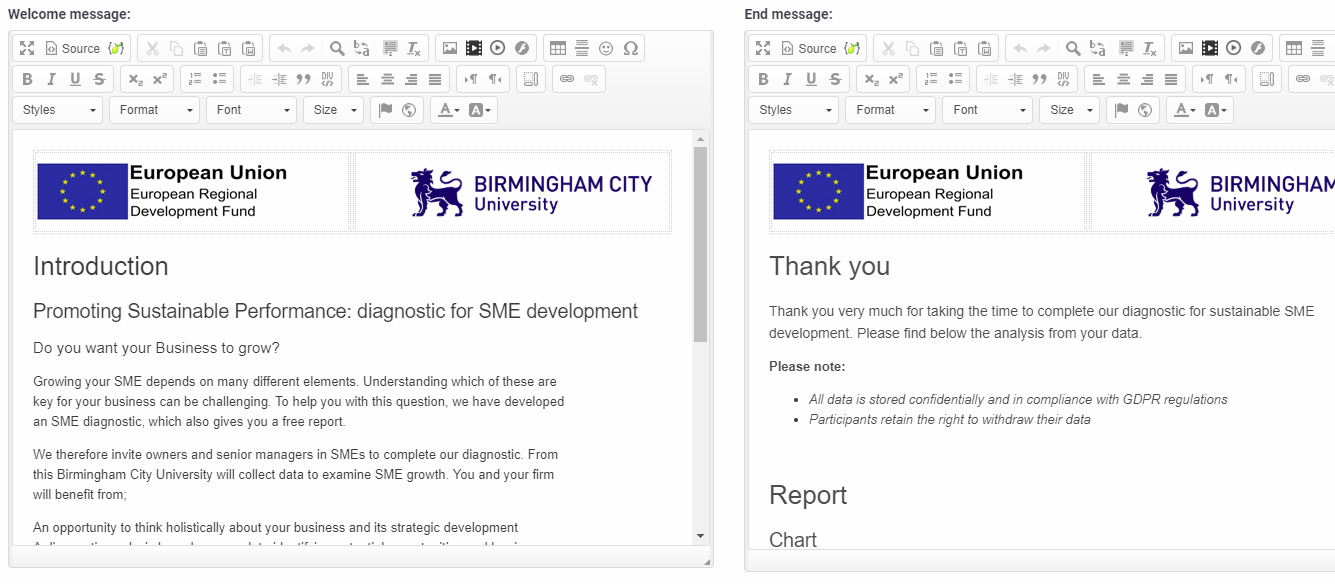 Welcome message:
Source
Styles Format Font Size
European Union
European Regional
Development Fund
BIRMINGHAM CITY
University
Introduction
Promoting Sustainable Performance: diagnostic for SME development
Do you want your Business to grow?
Growing your SME depends on many different elements. Understanding which of these are
key for your business can be challenging. To help you with this question, we have developed
an SME diagnostic, which also gives you a free report.
We therefore invite owners and senior managers in SMEs to complete our diagnostic. From
this Birmingham City University will collect data to examine SME growth. You and your firm
will benefit from;
An opportunity to think holistically about your business and its strategic development
End message:
Source
Styles Format Font Size
European Union
European Regional
Development Fund
BIRMINGHAM
University
Thank you
Thank you very much for taking the time to complete our diagnostic for sustainable SME
development. Please find below the analysis from your data.
Please note:
• All data is stored confidentially and in compliance with GDPR regulations
• Participants retain the right to withdraw their data
Report
Chart